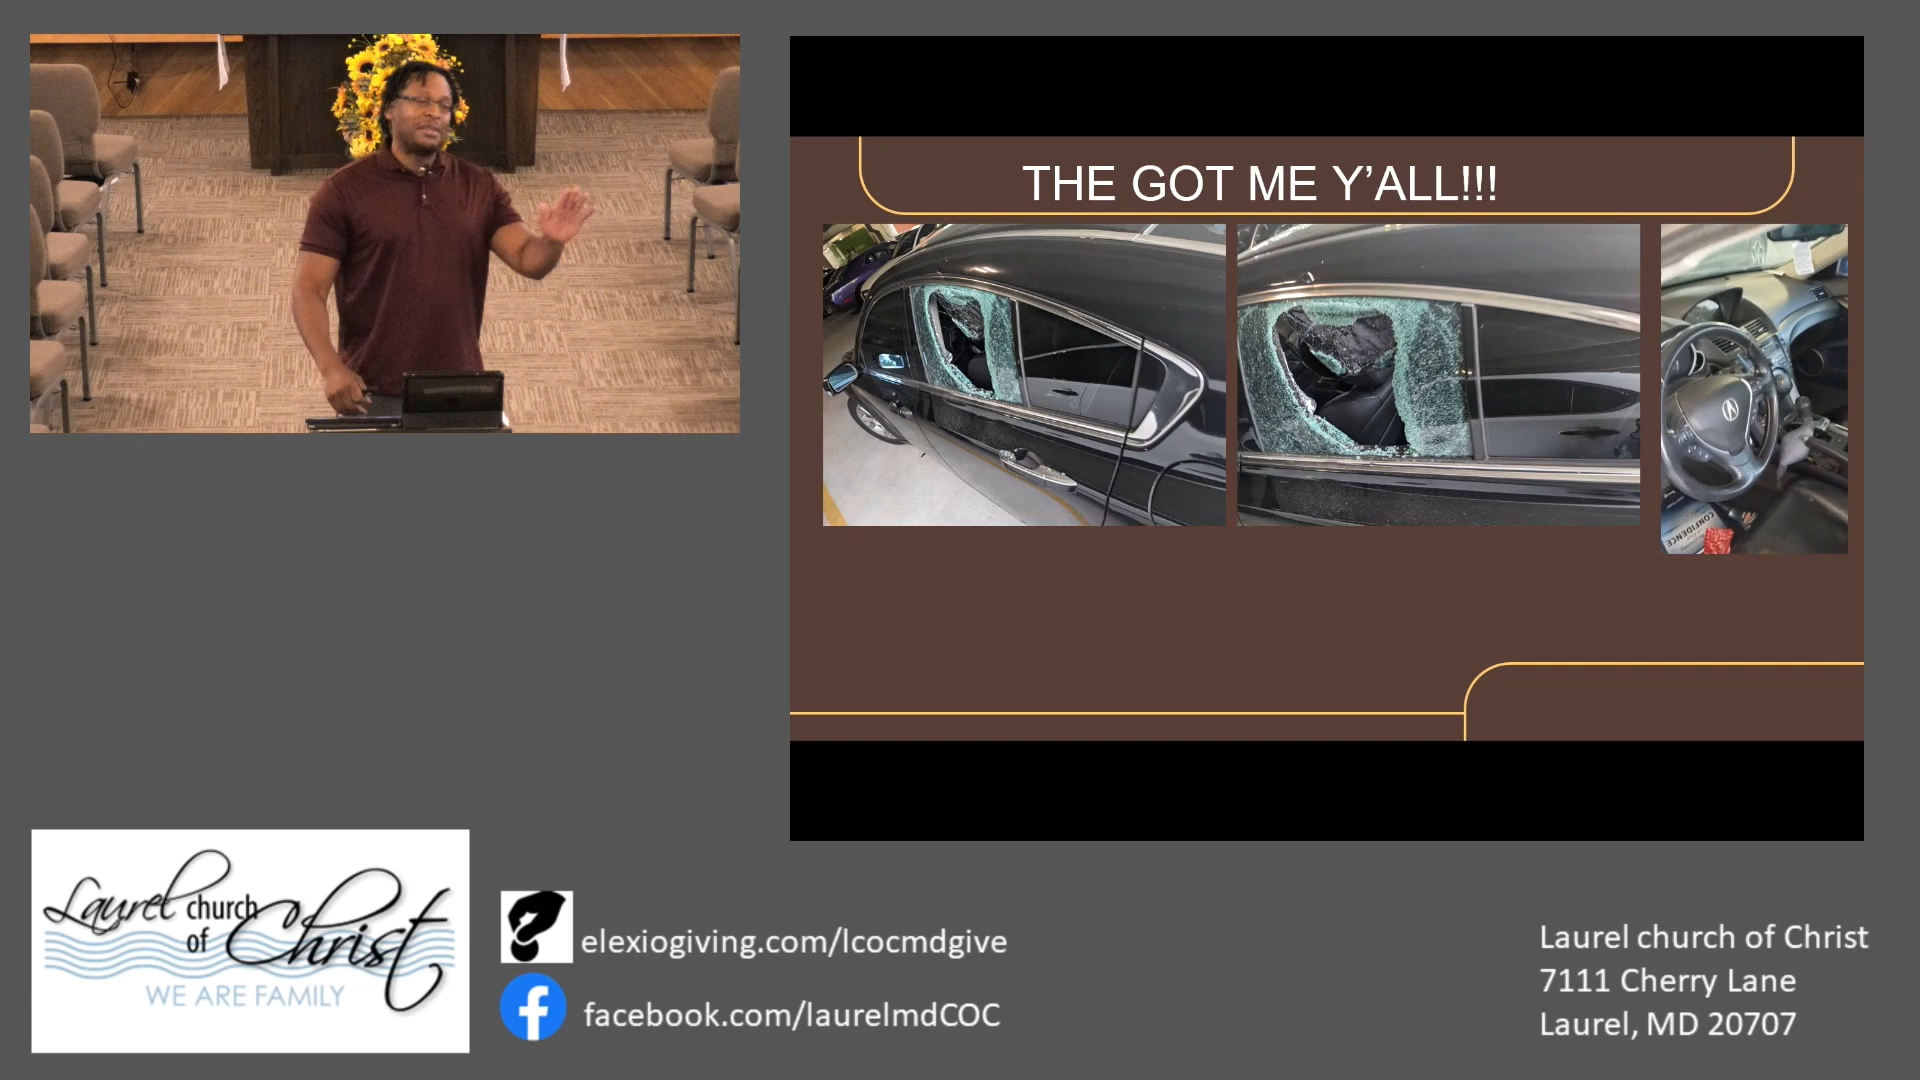 THE GOT ME Y’ALL!!!
CONFIDENCE
Laurel church
of Christ
WE ARE FAMILY
elexiogiving.com/lcocmdgive
facebook.com/laurelmdCOC
Laurel church of Christ
7111 Cherry Lane
Laurel, MD 20707